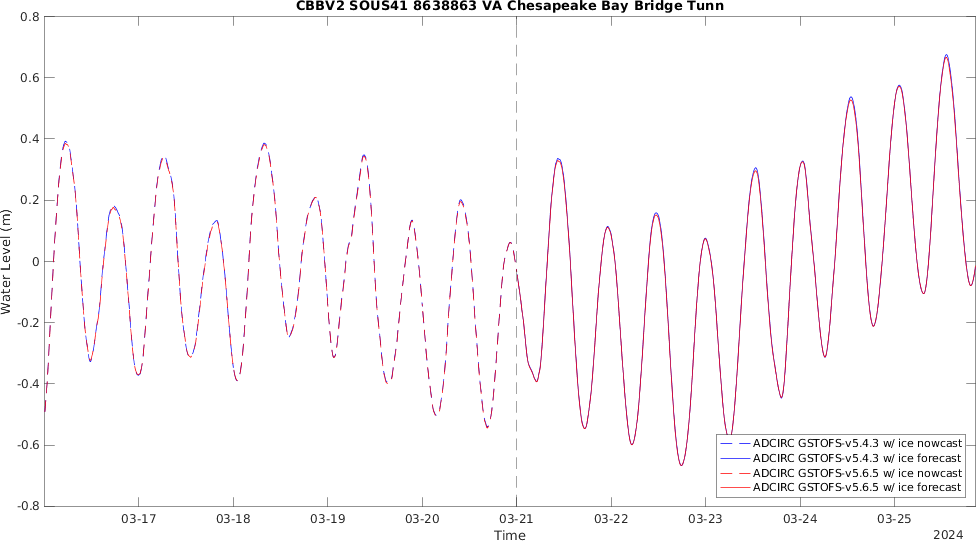 CBBV2 SOUS41 8638863 VA Chesapeake Bay Bridge Tunn
Water Level (m)
0.8
0.6
0.4
0.2
0
-0.2
-0.4
-0.6
-0.8
ADCIRC GSTOFS-v5.4.3 w/ ice nowcast
ADCIRC GSTOFS-v5.4.3 w/ ice forecast
ADCIRC GSTOFS-v5.6.5 w/ ice nowcast
ADCIRC GSTOFS-v5.6.5 w/ ice forecast
03-17 03-18 03-19 03-20 03-21 03-22 03-23 03-24 03-25
Time
2024